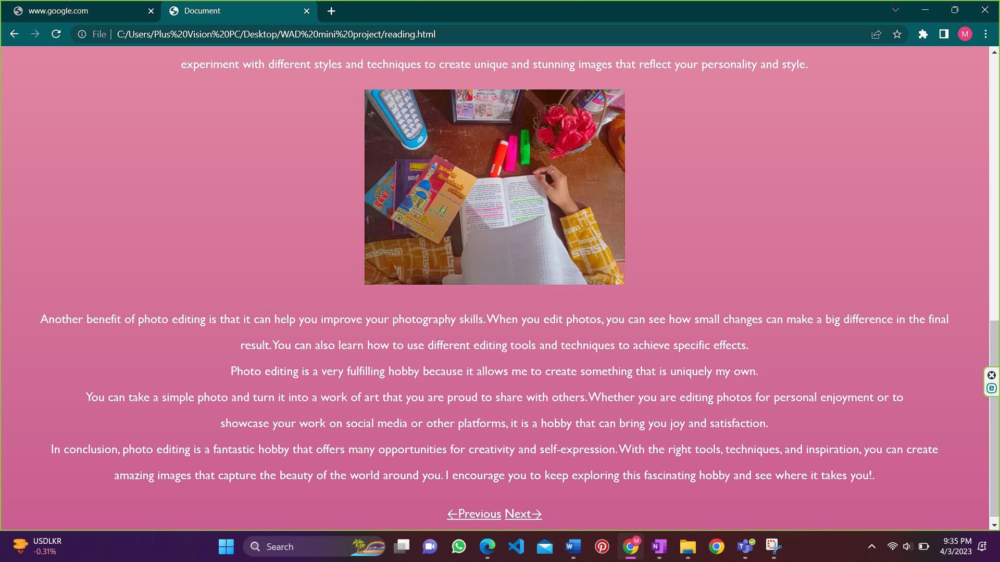 www.google.com
Document
File
C:/Users/Plus%20Vision%20PC/Desktop/WAD%20mini%20project/reading.html
M
experiment with different styles and techniques to create unique and stunning images that reflect your personality and style.
நான்கு
இமாம்களின்
Another benefit of photo editing is that it can help you improve your photography skills. When you edit photos, you can see how small changes can make a big difference in the final
result. You can also learn how to use different editing tools and techniques to achieve specific effects.
Photo editing is a very fulfilling hobby because it allows me to create something that is uniquely my own.
You can take a simple photo and turn it into a work of art that you are proud to share with others. Whether you are editing photos for personal enjoyment or to
showcase your work on social media or other platforms, it is a hobby that can bring you joy and satisfaction.
In conclusion, photo editing is a fantastic hobby that offers many opportunities for creativity and self-expression. With the right tools, techniques, and inspiration, you can create
amazing images that capture the beauty of the world around you. I encourage you to keep exploring this fascinating hobby and see where it takes you!.
←Previous Next→
USDLKR
-0.31%
Search
M
9:35 PM
4/3/2023